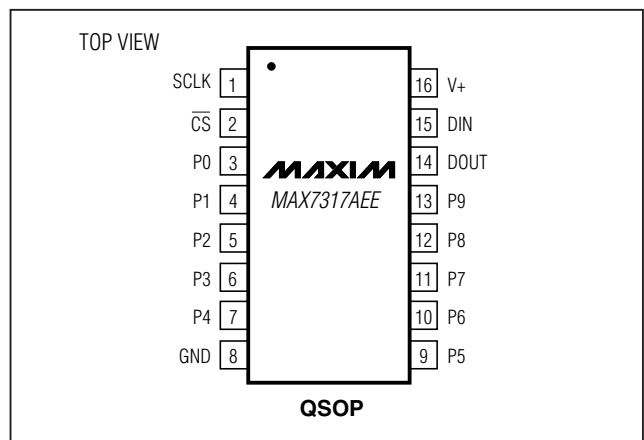 TOP VIEW
SCLK 1
CS 2
P0 3
P1 4
P2 5
P3 6
P4 7
GND 8
MAXIM
MAX7317AEE
16 V+
15 DIN
14 DOUT
13 P9
12 P8
11 P7
10 P6
9 P5
QSOP